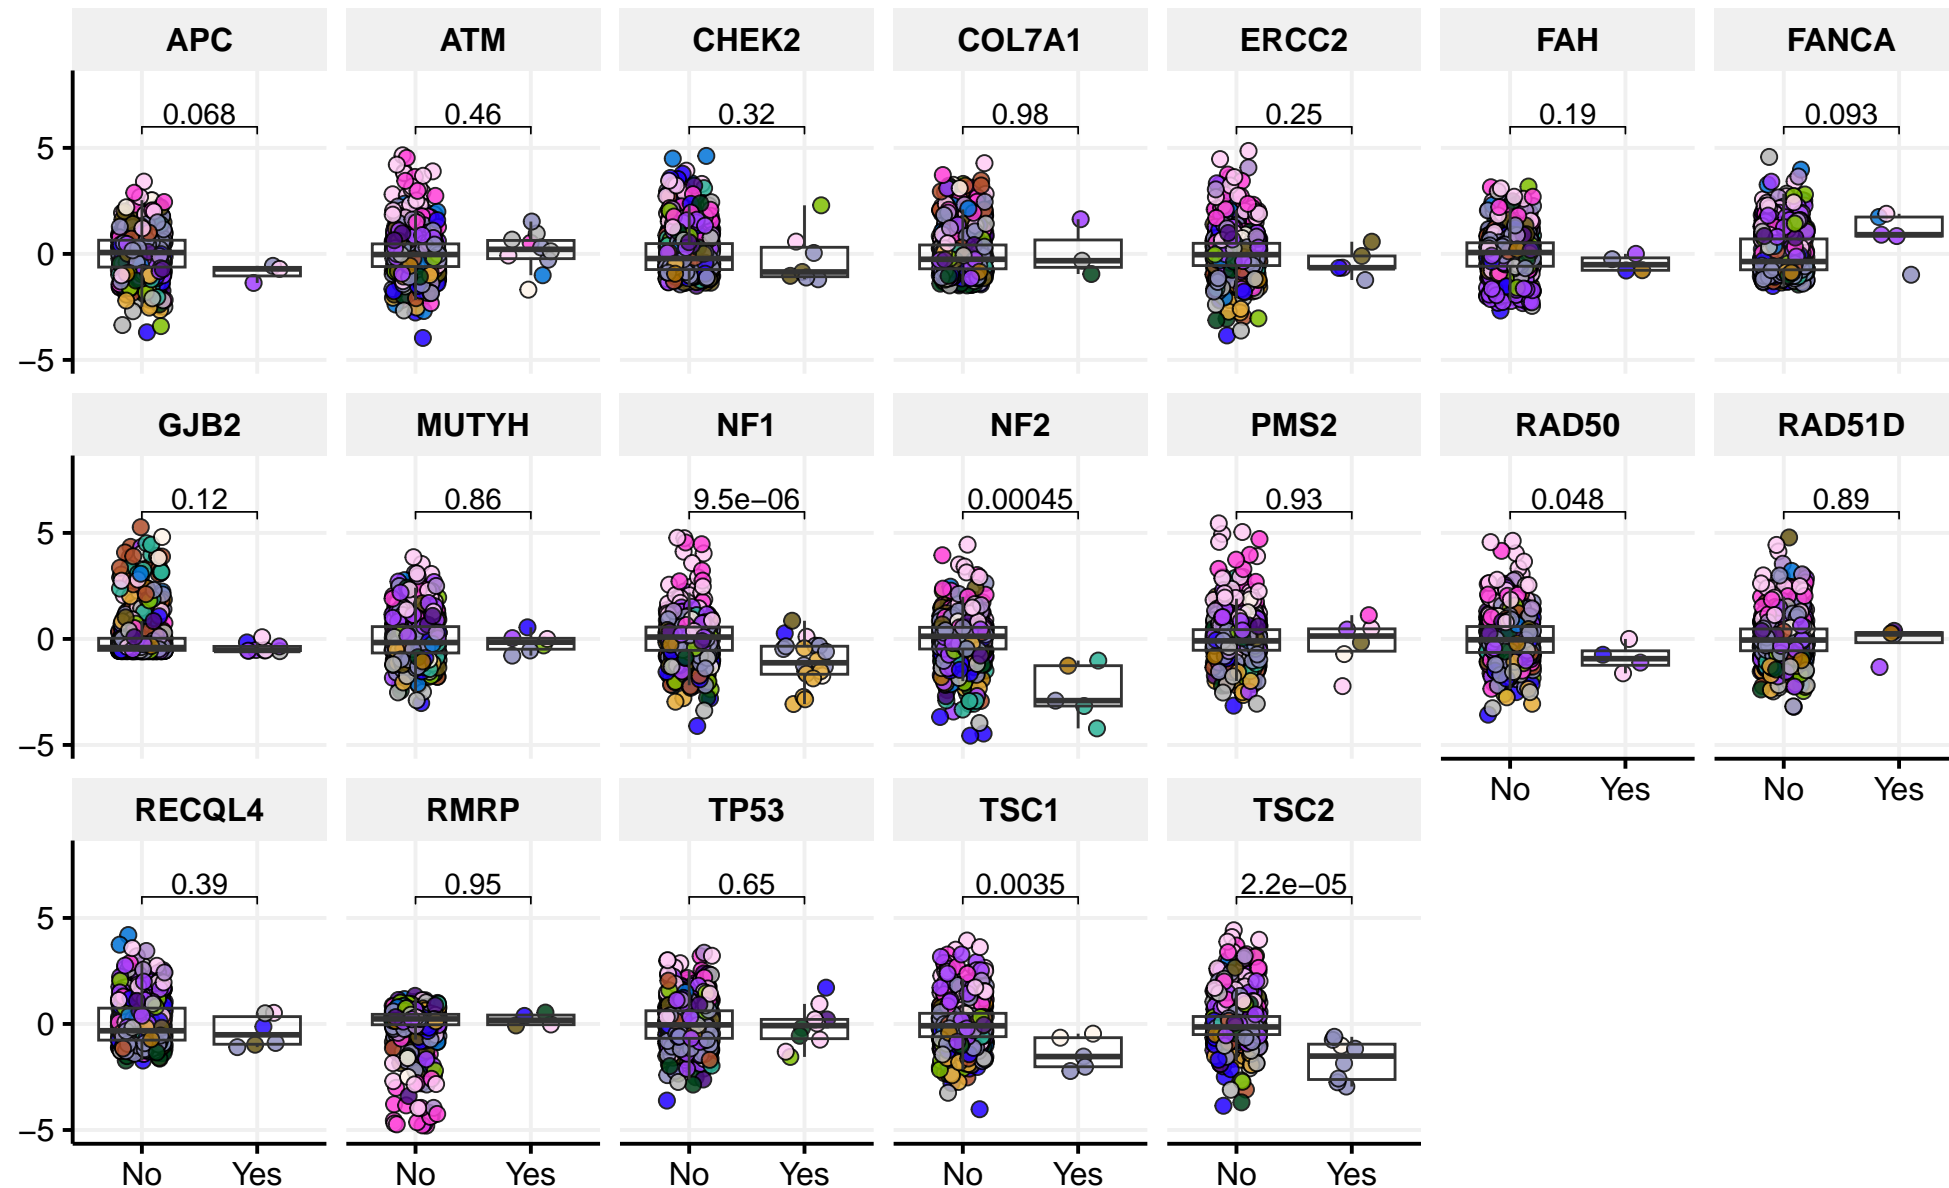 APC ATM CHEK2 COL7A1 ERCC2 FAH FANCA
0.068 0.46 0.32 0.98 0.25 0.19 0.093
5
0
−5
GJB2 MUTYH NF1 NF2 PMS2 RAD50 RAD51D
0.12 0.86 9.5e−06 0.00045 0.93 0.048 0.89
5
0
−5
No Yes No Yes
RECQL4 RMRP TP53 TSC1 TSC2
0.39 0.95 0.65 0.0035 2.2e−05
5
0
−5
No Yes No Yes No Yes No Yes No Yes